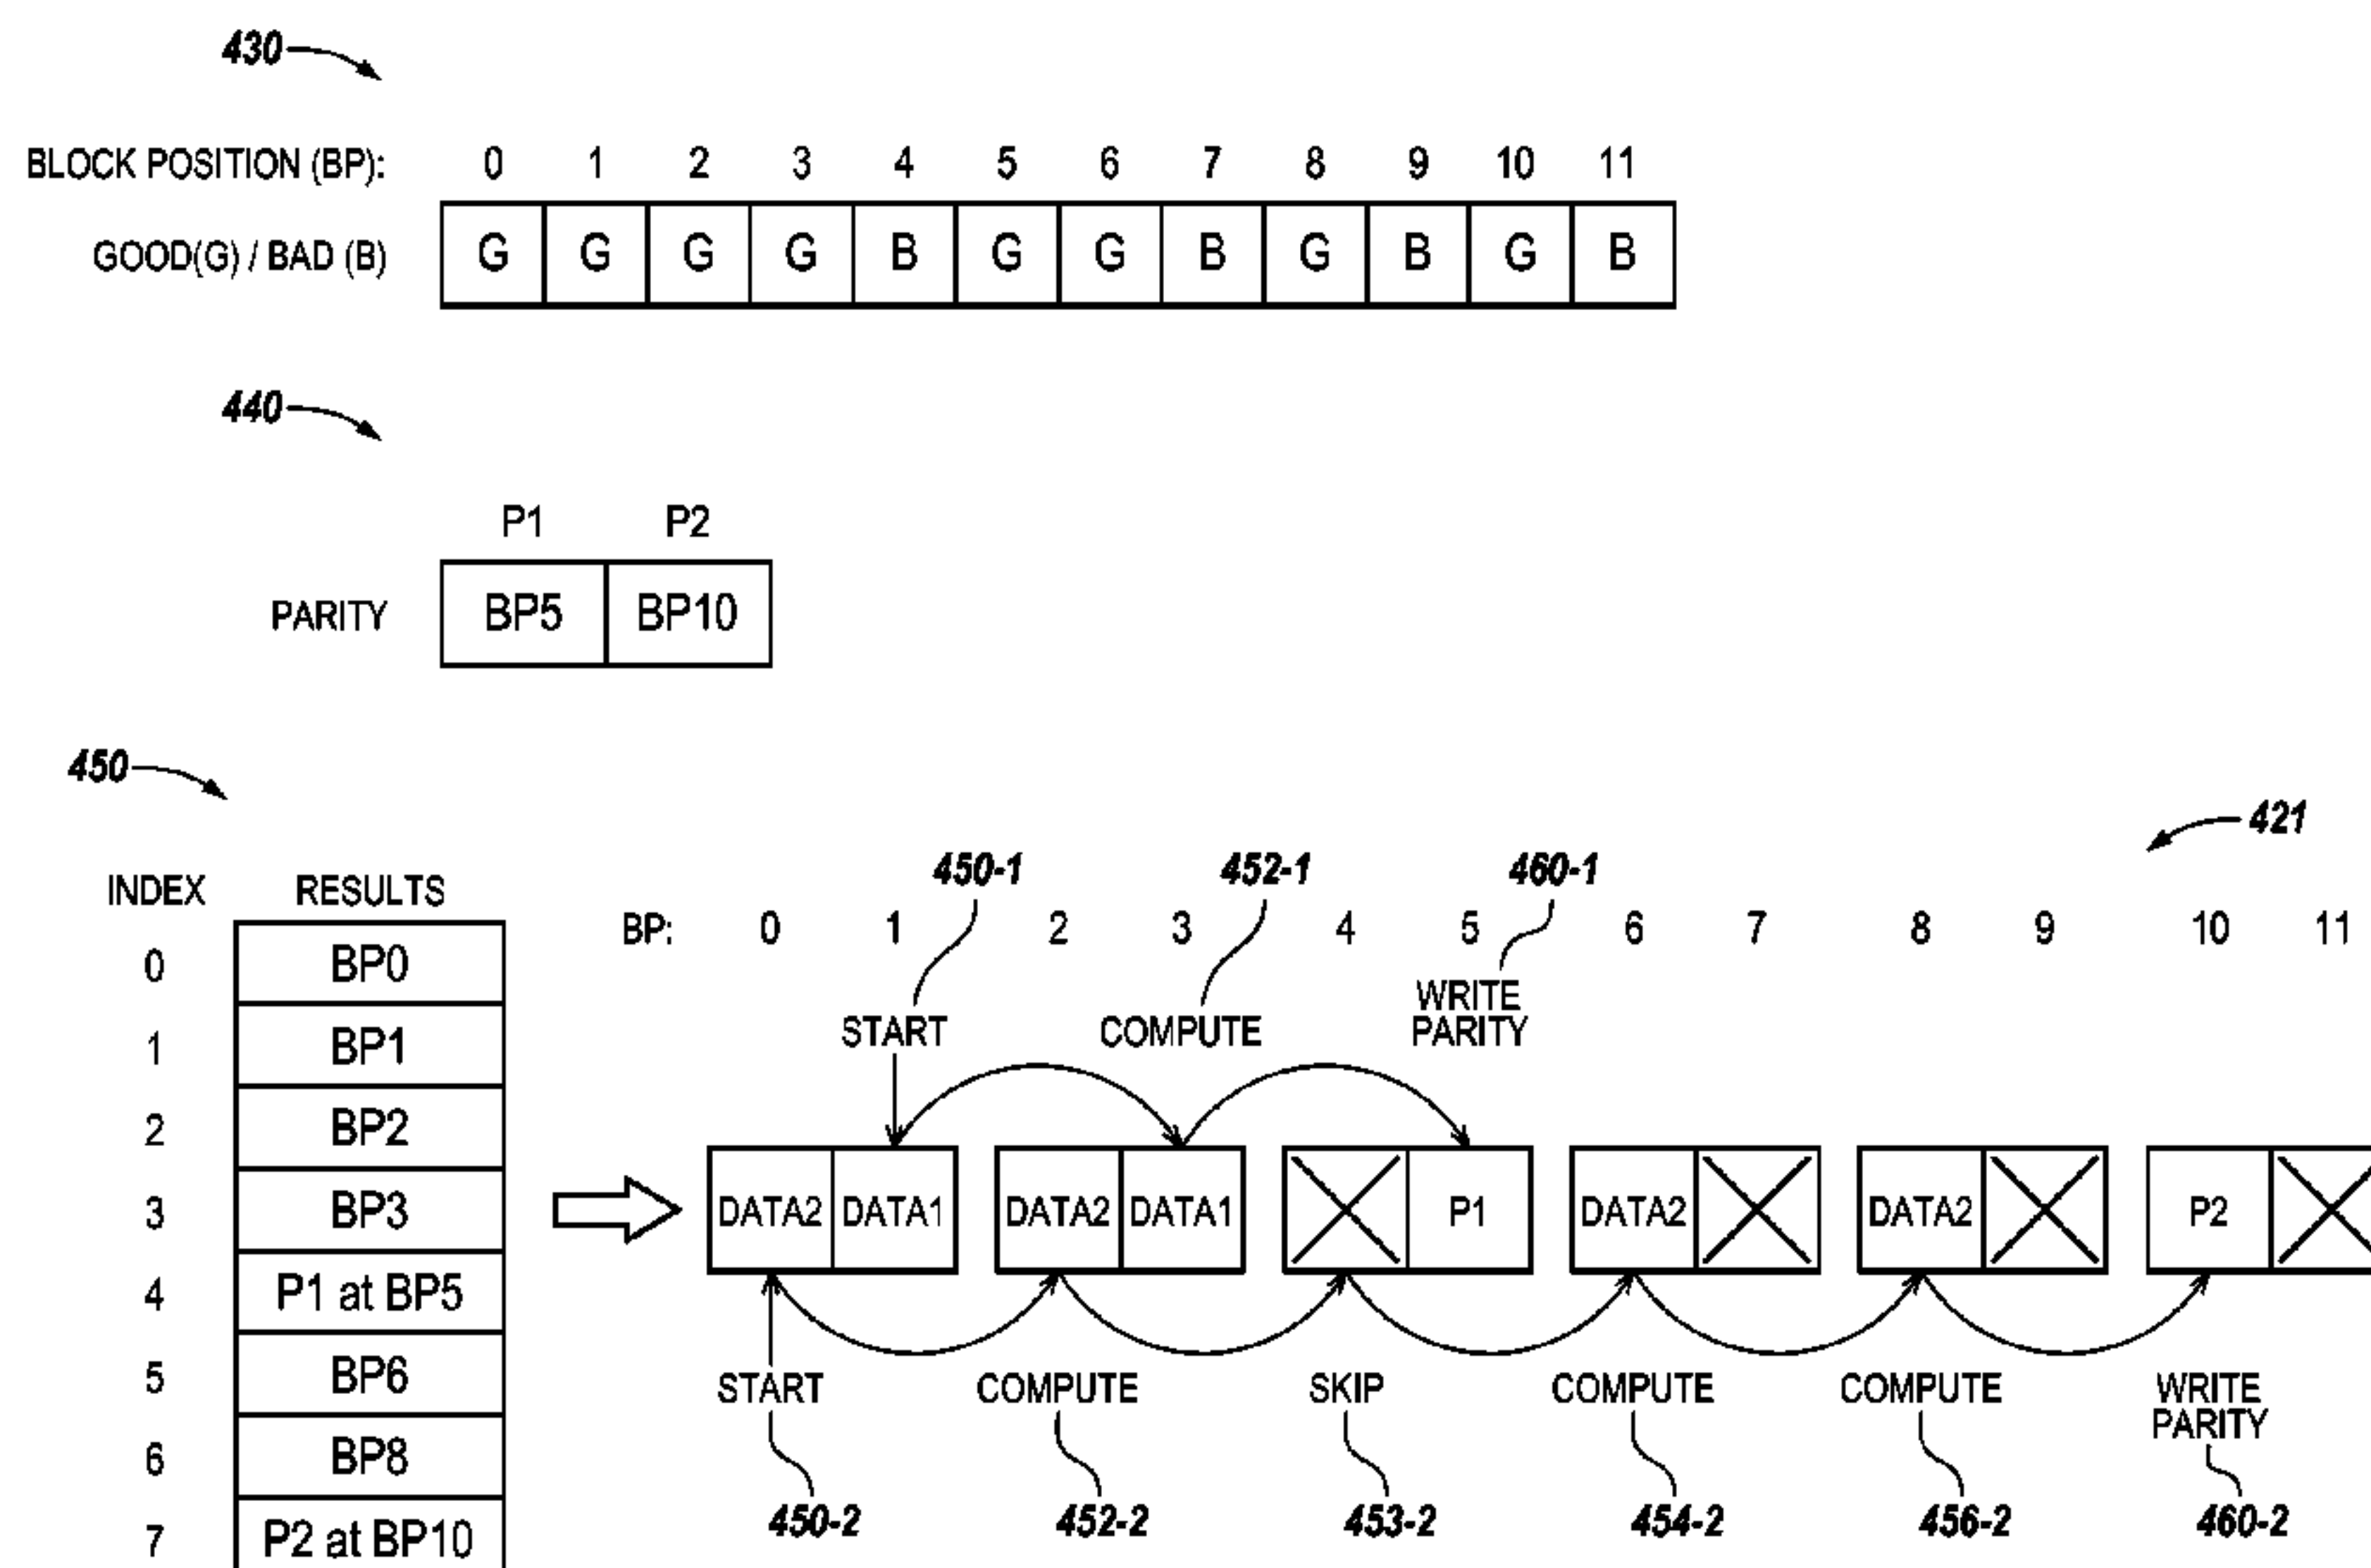 430
BLOCK POSITION (BP): 0 1 2 3 4 5 6 7 8 9 10 11
GOOD(G) / BAD (B) G G G G B G G B G B G B
440
P1 P2
PARITY BP5 BP10
450
421
450-1 452-1 460-1
INDEX RESULTS
BP: 0 1 2 3 4 5 6 7 8 9 10 11
0 BP0
1 BP1
START COMPUTE WRITE
PARITY
2 BP2
3 BP3
DATA2 DATA1 DATA2 DATA1 P1 DATA2 DATA2 P2
4 P1 at BP5
5 BP6
START COMPUTE SKIP COMPUTE COMPUTE WRITE
PARITY
6 BP8
7 P2 at BP10
450-2 452-2 453-2 454-2 456-2 460-2